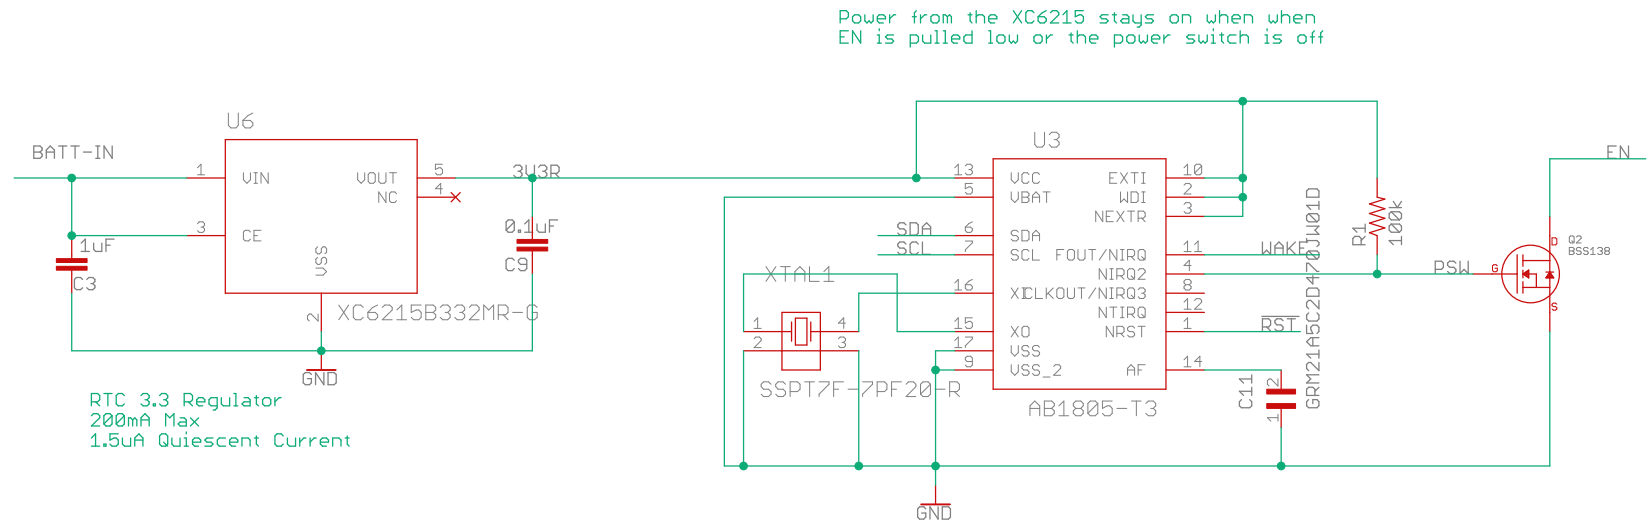 Power from the XC6215 stays on when when
EN is pulled low or the power switch is off
U6
BATT-IN
1
VIN
VOUT
5
3V3R
NC
4
3
CE
VSS
2
1uF
C3
0.1uF
C9
XC6215B332MR-G
GND
RTC 3.3 Regulator
200mA Max
1.5uA Quiescent Current
U3
13
VCC
EXTI
10
5
VBAT
WDI
2
NEXTR
3
SDA
6
SDA
SCL
7
SCL
FOUT/NIRQ
11
WAKE
NIRQ2
4
PSW
16
XI
CLKOUT/NIRQ3
8
NTIRQ
12
15
XO
NRST
1
RST
17
VSS
9
VSS_2
AF
14
AB1805-T3
XTAL1
1
4
2
3
SSPT7F-7PF20-R
GND
C11
2
1
GRM21A5C2D470JW01D
R1
100k
EN
D
G
S
Q2
BSS138